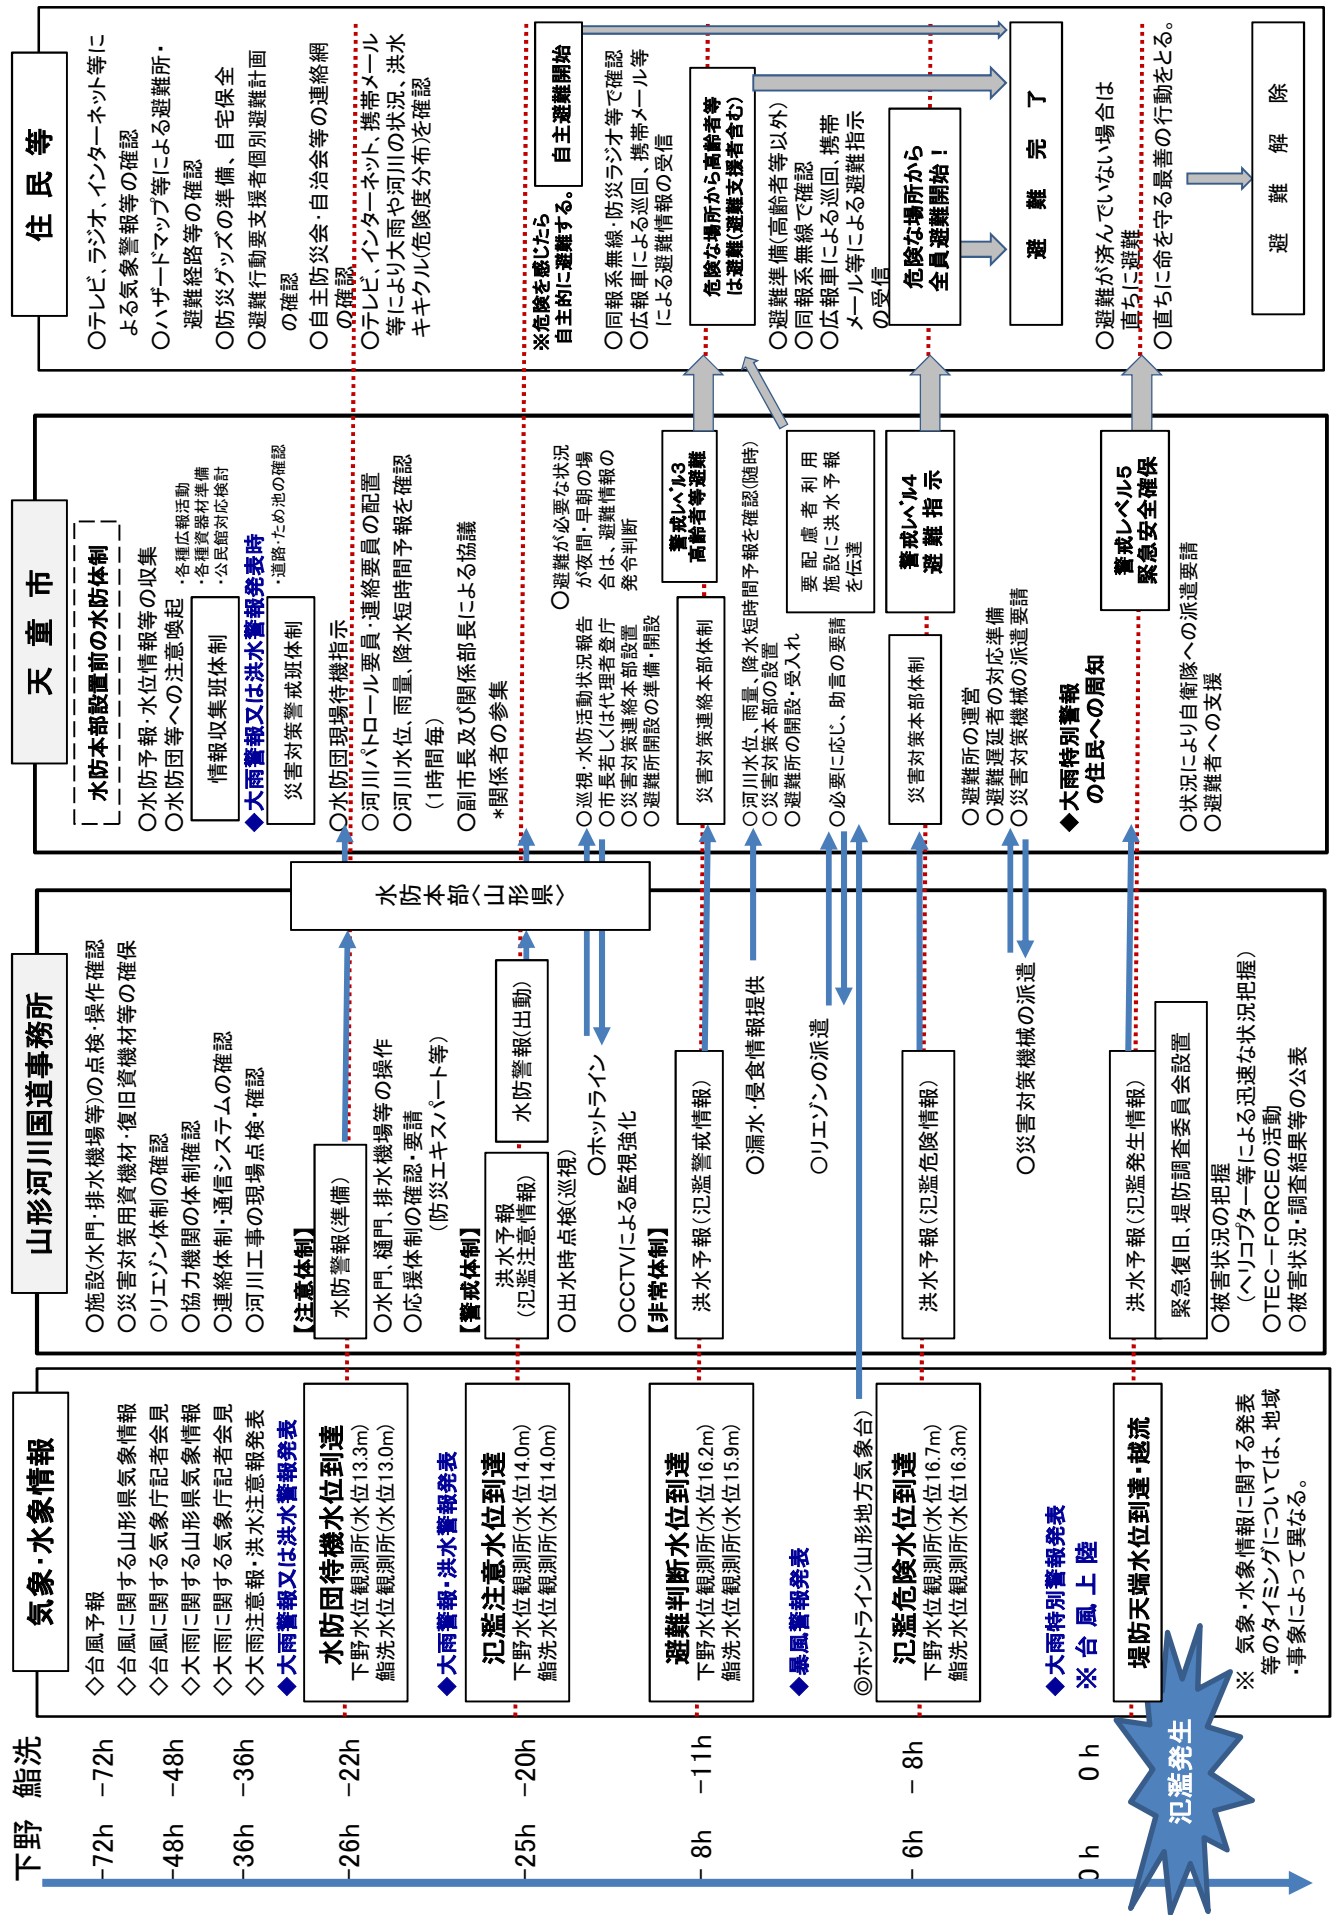 下野
鮨洗
−72h
−72h
−48h
−48h
−36h
−36h
−26h
−22h
−25h
−20h
− 8h
−11h
− 6h
− 8h
0 h
0 h
氾濫発生
気象・水象情報
◇台風予報
◇台風に関する山形県気象情報
◇台風に関する気象庁記者会見
◇大雨に関する山形県気象情報
◇大雨に関する気象庁記者会見
◇大雨注意報・洪水注意報発表
◆大雨警報又は洪水警報発表
水防団待機水位到達
下野水位観測所(水位13.3m)
鮨洗水位観測所(水位13.0m)
◆大雨警報・洪水警報発表
氾濫注意水位到達
下野水位観測所(水位14.0m)
鮨洗水位観測所(水位14.0m)
避難判断水位到達
下野水位観測所(水位16.2m)
鮨洗水位観測所(水位15.9m)
◆暴風警報発表
◎ホットライン(山形地方気象台)
氾濫危険水位到達
下野水位観測所(水位16.7m)
鮨洗水位観測所(水位16.3m)
◆大雨特別警報発表
※ 台 風 上 陸
堤防天端水位到達・越流
※ 気象・水象情報に関する発表
等のタイミングについては、地域
・事象によって異なる。
山形河川国道事務所
○施設(水門・排水機場等)の点検・操作確認
○災害対策用資機材・復旧資機材等の確保
○リエゾン体制の確認
○協力機関の体制確認
○連絡体制・通信システムの確認
○河川工事の現場点検・確認
【注意体制】
水防警報(準備)
○水門、樋門、排水機場等の操作
○応援体制の確認・要請
(防災エキスパート等)
【警戒体制】
洪水予報
(氾濫注意情報)
水防警報(出動)
○出水時点検(巡視)
○ホットライン
○CCTVによる監視強化
【非常体制】
洪水予報(氾濫警戒情報)
○漏水・侵食情報提供
○リエゾンの派遣
洪水予報(氾濫危険情報)
○災害対策機械の派遣
洪水予報(氾濫発生情報)
緊急復旧、堤防調査委員会設置
○被害状況の把握
(ヘリコプター等による迅速な状況把握)
○TEC−FORCEの活動
○被害状況・調査結果等の公表
水防本部〈山形県〉
天 童 市
水防本部設置前の水防体制
○水防予報・水位情報等の収集
○水防団等への注意喚起
情報収集班体制
・各種広報活動
・各種資器材準備
・公民館対応検討
◆大雨警報又は洪水警報発表時
災害対策警戒班体制
・道路・ため池の確認
○水防団現場待機指示
○河川パトロール要員・連絡要員の配置
○河川水位、雨量、降水短時間予報を確認
(1時間毎)
○副市長及び関係部長による協議
*関係者の参集
○避難が必要な状況
が夜間・早朝の場
合は、避難情報の
発令判断
○巡視・水防活動状況報告
○市長若しくは代理者登庁
○災害対策連絡本部設置
○避難所開設の準備・開設
災害対策連絡本部体制
警戒レベル3
高齢者等避難
○河川水位、雨量、降水短時間予報を確認(随時)
○災害対策本部の設置
○避難所の開設・受入れ
要 配 慮 者 利 用
施 設 に 洪 水 予 報
を伝達
○必要に応じ、助言の要請
災害対策本部体制
警戒レベル4
避 難 指 示
○避難所の運営
○避難遅延者の対応準備
○災害対策機械の派遣要請
◆大雨特別警報
の住民への周知
警戒レベル5
緊急安全確保
○状況により自衛隊への派遣要請
○避難者への支援
住 民 等
○テレビ、ラジオ、インターネット等に
よる気象警報等の確認
○ハザードマップ等による避難所・
避難経路等の確認
○防災グッズの準備、自宅保全
○避難行動要支援者個別避難計画
の確認
○自主防災会・自治会等の連絡網
の確認
○テレビ、インターネット、携帯メール
等により大雨や河川の状況、洪水
キキクル(危険度分布)を確認
※危険を感じたら
自主的に避難する。
自主避難開始
○同報系無線・防災ラジオ等で確認
○広報車による巡回、携帯メール等
による避難情報の受信
危険な場所から高齢者等
は避難(避難支援者含む)
○避難準備(高齢者等以外)
○同報系無線で確認
○広報車による巡回、携帯
メール等による避難指示
の受信
危険な場所から
全員避難開始！
避 難 完 了
○避難が済んでいない場合は
直ちに避難
○直ちに命を守る最善の行動をとる。
避 難 解 除